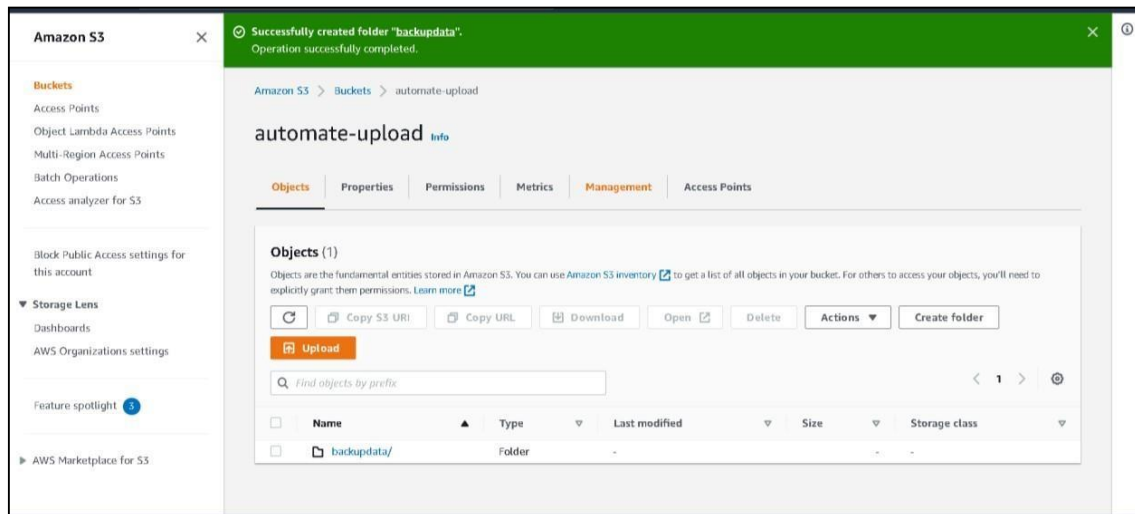 Amazon S3
Buckets
Access Points
Object Lambda Access Points
Multi-Region Access Points
Batch Operations
Access analyzer for S3
Block Public Access settings for
this account
Storage Lens
Dashboards
AWS Organizations settings
Feature spotlight 3
AWS Marketplace for S3
Successfully created folder "backupdata".
Operation successfully completed.
Amazon S3 > Buckets > automate-upload
automate-upload Info
Objects Properties Permissions Metrics Management Access Points
Objects (1)
Objects are the fundamental entities stored in Amazon S3. You can use Amazon S3 inventory to get a list of all objects in your bucket. For others to access your objects, you'll need to
explicitly grant them permissions. Learn more
Copy S3 URI Copy URL Download Open Delete Actions Create folder
Upload
Find objects by prefix < 1 >
Name Type Last modified Size Storage class
backupdata/ Folder - - -